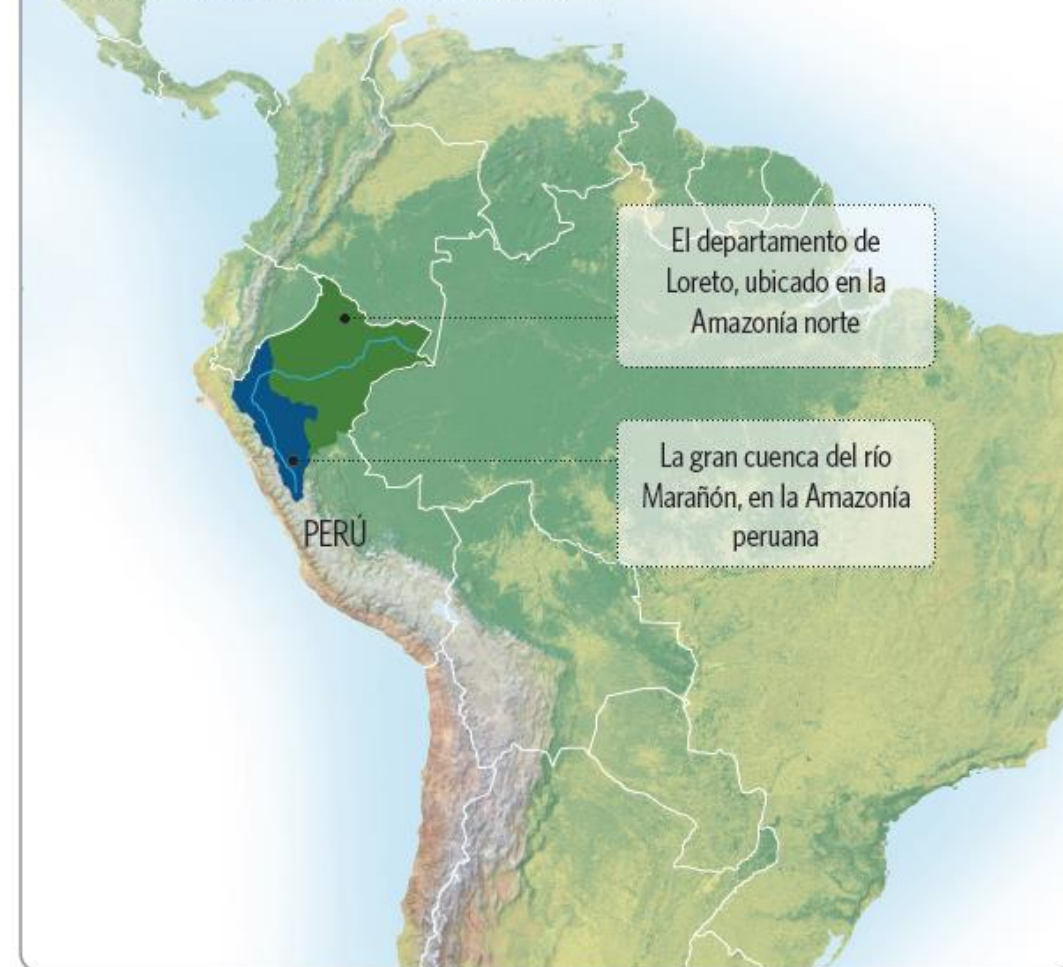 El departamento de
Loreto, ubicado en la
Amazonía norte
La gran cuenca del río
Marañón, en la Amazonía
peruana
PERÚ